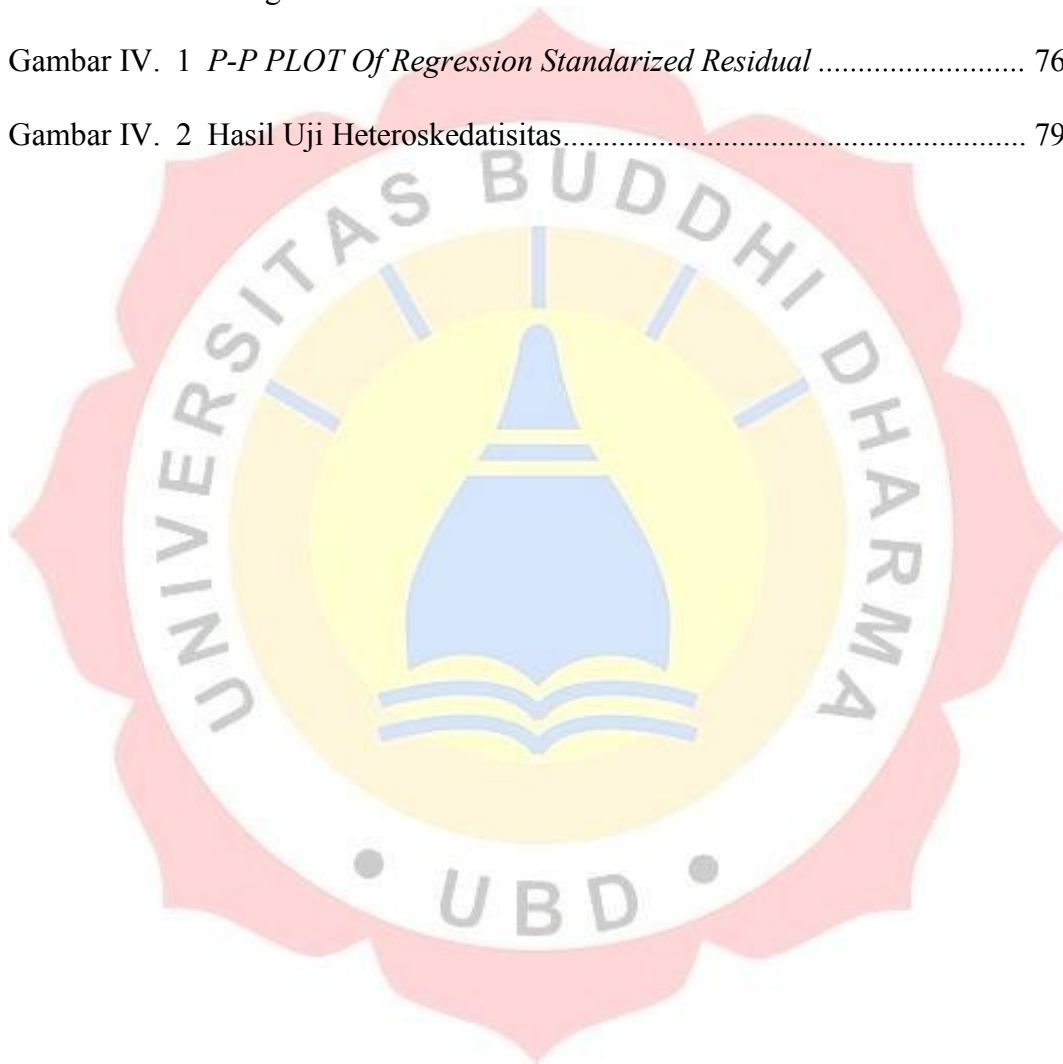 Gambar IV. 1 P-P PLOT Of Regression Standarized Residual .......................... 76
Gambar IV. 2 Hasil Uji Heteroskedatisitas.......................................................... 79
UNIVERSITAS BUDDHI DHARMA
• UBD •